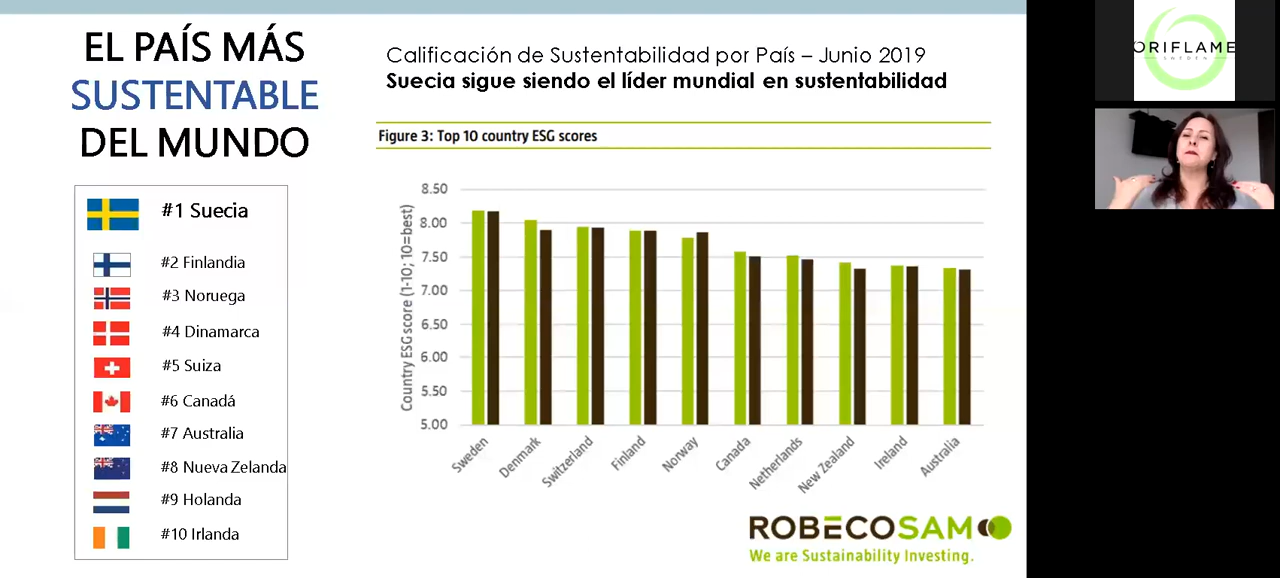 EL PAÍS MÁS
SUSTENTABLE
DEL MUNDO
#1 Suecia
#2 Finlandia
#3 Noruega
#4 Dinamarca
#5 Suiza
#6 Canadá
#7 Australia
#8 Nueva Zelanda
#9 Holanda
#10 Irlanda
Calificación de Sustentabilidad por País – Junio 2019
Suecia sigue siendo el líder mundial en sustentabilidad
Figure 3: Top 10 country ESG scores
Country ESG score (1-10; 10=best)
8.50
8.00
7.50
7.00
6.50
6.00
5.50
5.00
Sweden
Denmark
Switzerland
Finland
Norway
Canada
Netherlands
New Zealand
Ireland
Australia
ROBECOSAM
We are Sustainability Investing.
ORIFLAME
SWEDEN